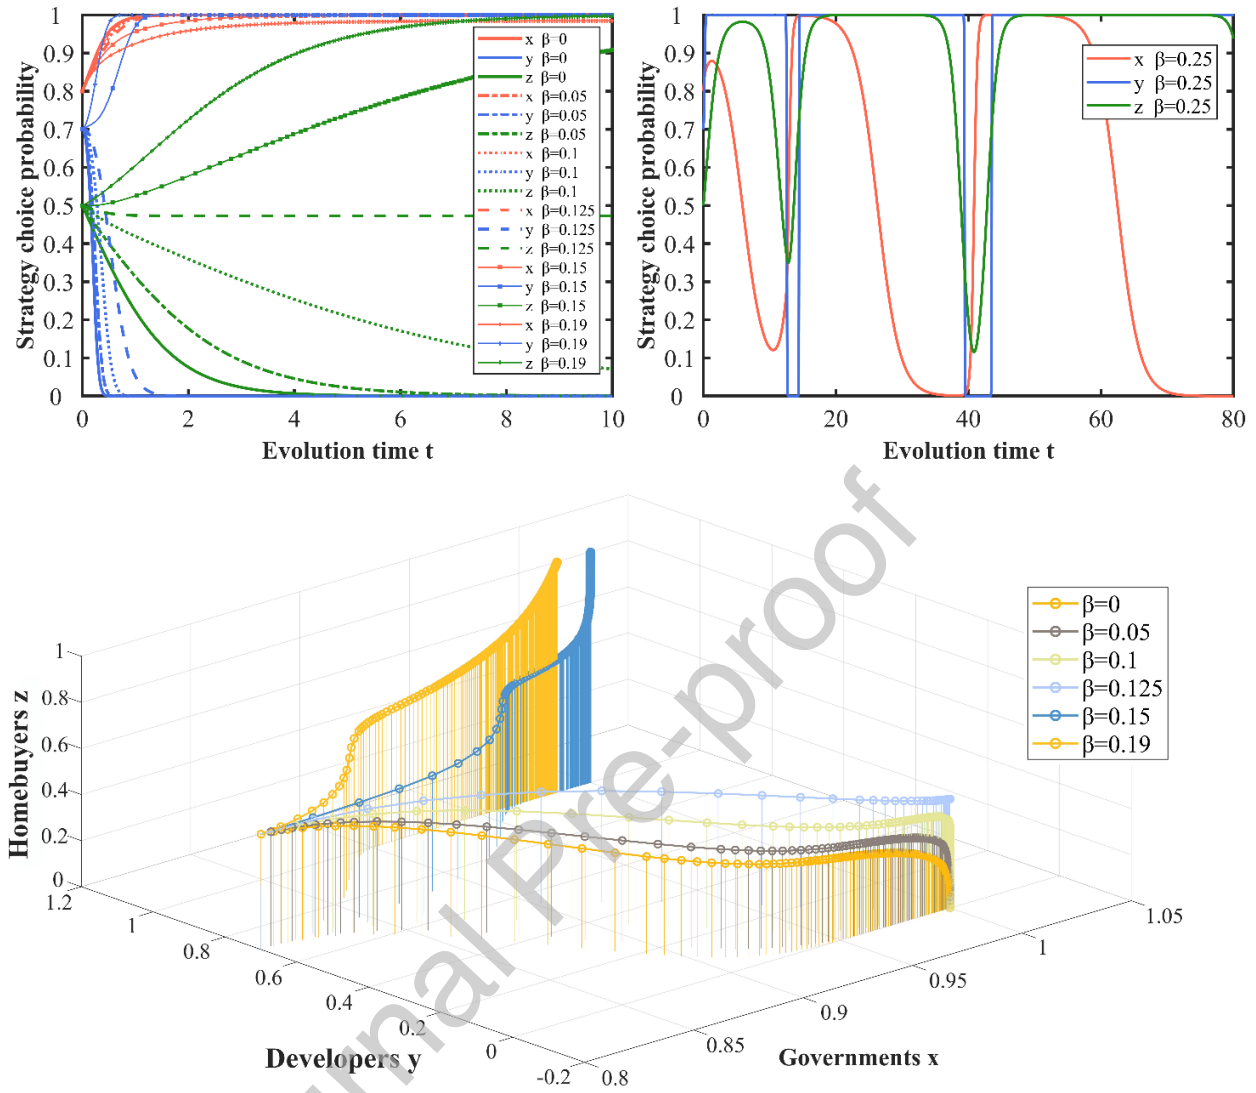 Strategy choice probability
1
0.9
0.8
0.7
0.6
0.5
0.4
0.3
0.2
0.1
0
0 2 4 6 8 10
Evolution time t
x β=0
y β=0
z β=0
x β=0.05
y β=0.05
z β=0.05
x β=0.1
y β=0.1
z β=0.1
x β=0.125
y β=0.125
z β=0.125
x β=0.15
y β=0.15
z β=0.15
x β=0.19
y β=0.19
z β=0.19
Strategy choice probability
1
0.9
0.8
0.7
0.6
0.5
0.4
0.3
0.2
0.1
0
0 20 40 60 80
Evolution time t
x β=0.25
y β=0.25
z β=0.25
Homebuyers z
1
0.8
0.6
0.4
0.2
0
1.2
1
0.8
0.6
0.4
0.2
0
-0.2
Developers y
0.8
0.85
0.9
0.95
1
1.05
Governments x
β=0
β=0.05
β=0.1
β=0.125
β=0.15
β=0.19
rnal Pre-proof